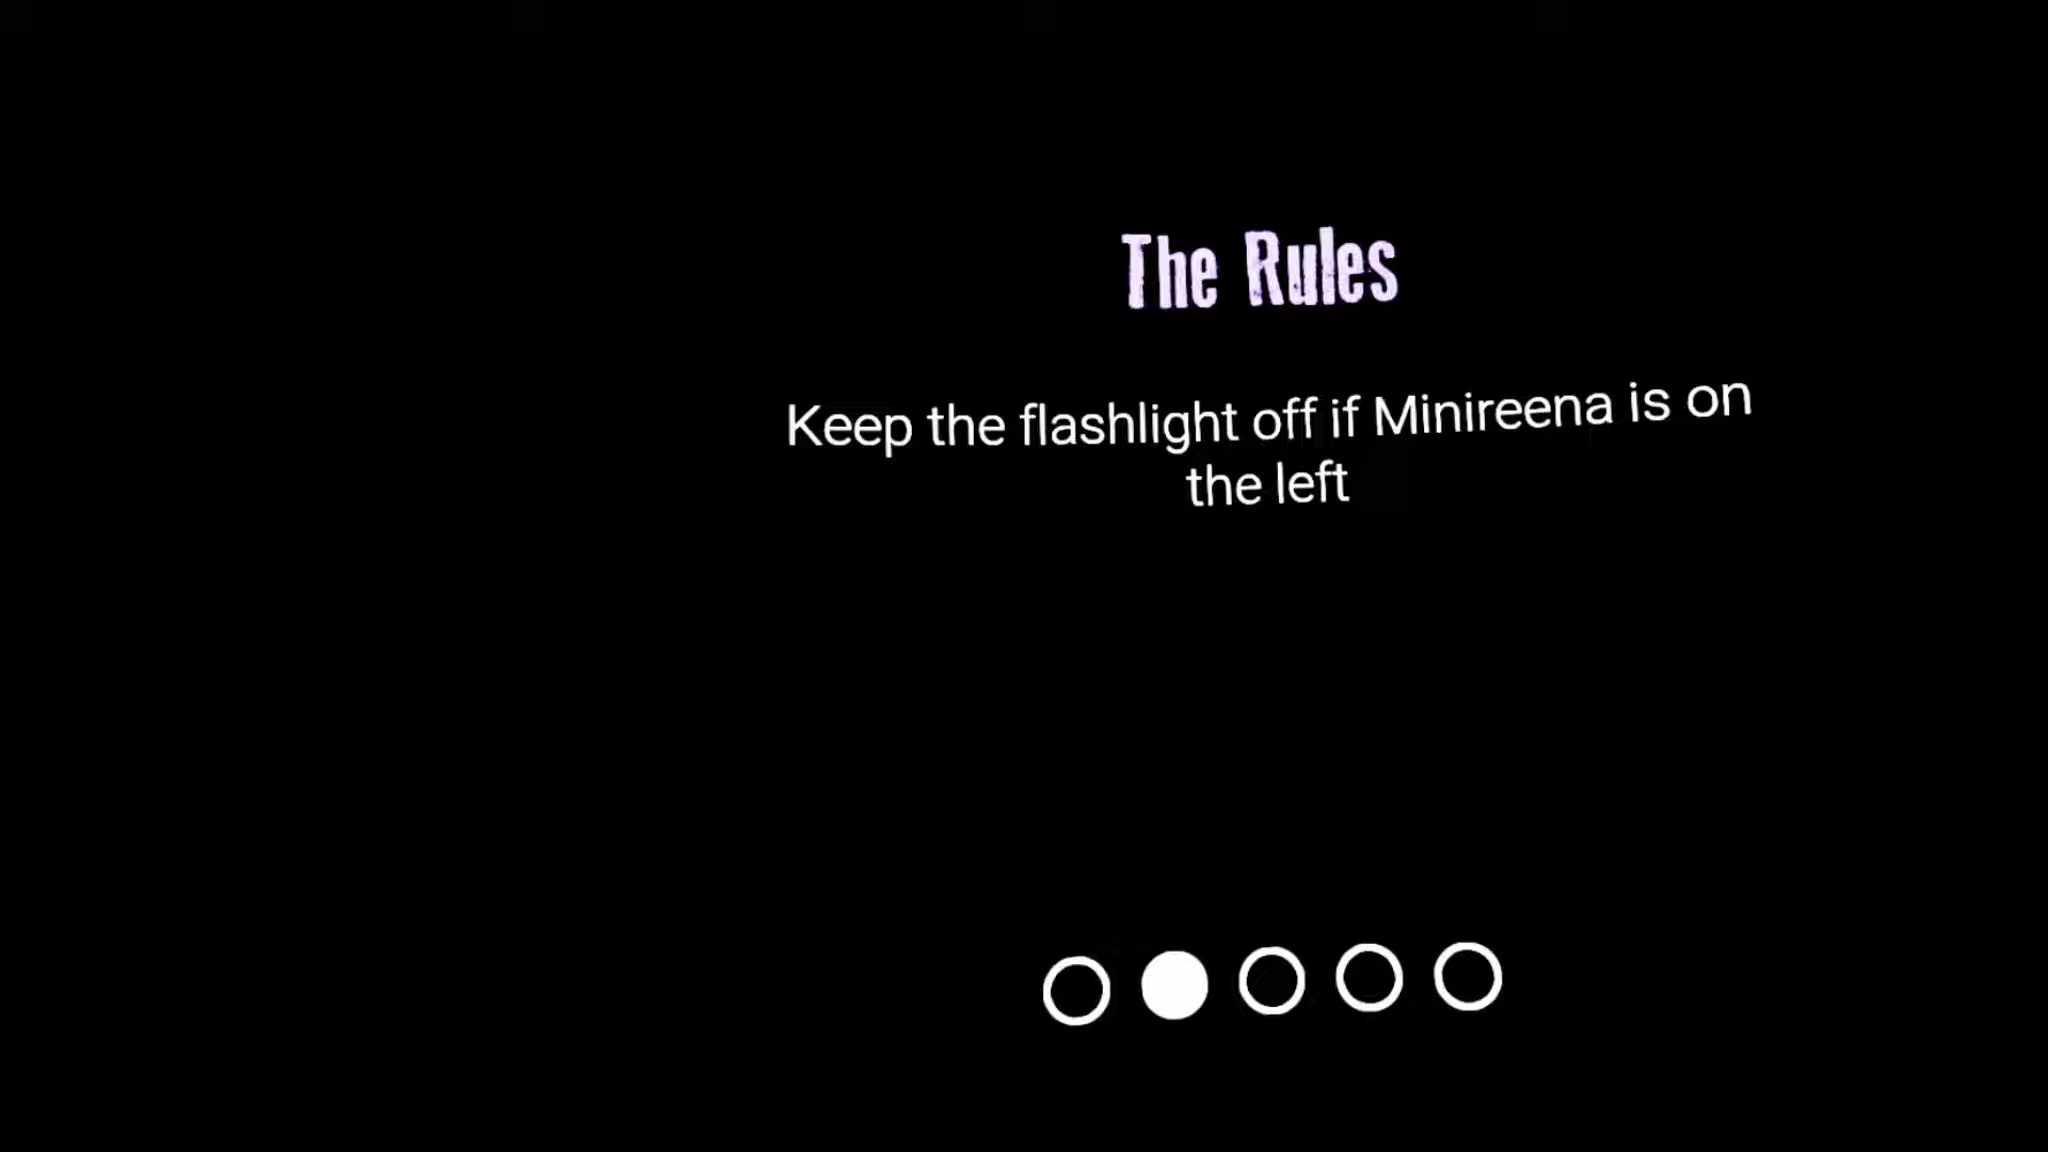 The Rules
Keep the flashlight off if Minireena is on
the left